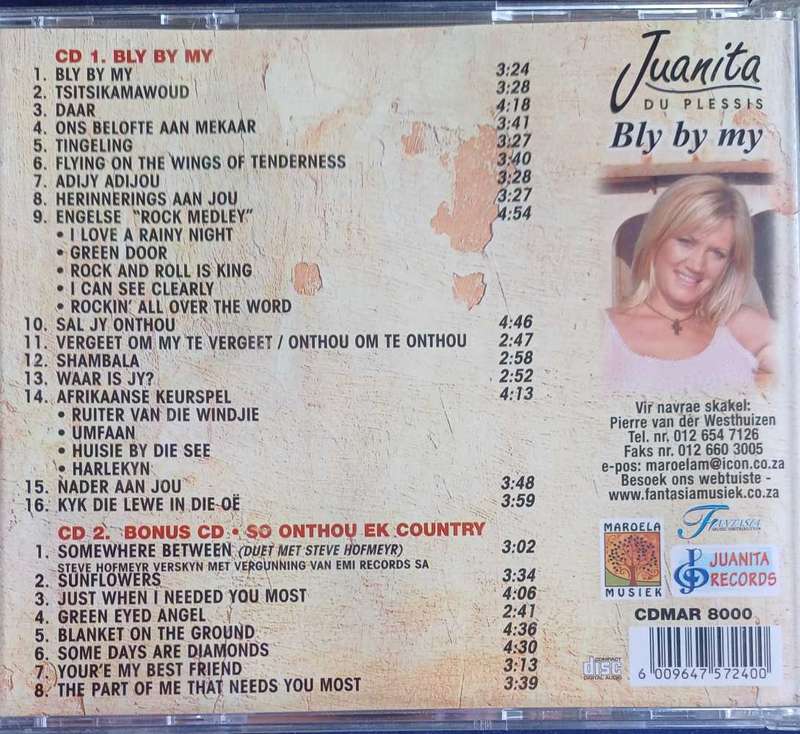 CD 1. BLY BY MY
1. BLY BY MY 3:24
2. TSITSIKAMAWOUD 3:28
3. DAAR 4:18
4. ONS BELOFTE AAN MEKAAR 3:41
5. TINGELING 3:27
6. FLYING ON THE WINGS OF TENDERNESS 3:40
7. ADIJY ADIJOU 3:28
8. HERINNERINGS AAN JOU 3:27
9. ENGELSE "ROCK MEDLEY" 4:54
• I LOVE A RAINY NIGHT
• GREEN DOOR
• ROCK AND ROLL IS KING
• I CAN SEE CLEARLY
• ROCKIN' ALL OVER THE WORD
10. SAL JY ONTHOU 4:46
11. VERGEET OM MY TE VERGEET / ONTHOU OM TE ONTHOU 2:47
12. SHAMBALA 2:58
13. WAAR IS JY? 2:52
14. AFRIKAANSE KEURSPEL 4:13
• RUITER VAN DIE WINDJIE
• UMFAAN
• HUISIE BY DIE SEE
• HARLEKYN
15. NADER AAN JOU 3:48
16. KYK DIE LEWE IN DIE OË 3:59
CD 2. BONUS CD • SO ONTHOU EK COUNTRY
1. SOMEWHERE BETWEEN (DUET MET STEVE HOFMEYR) 3:02
STEVE HOFMEYR VERSKYN MET VERGUNNING VAN EMI RECORDS SA
2. SUNFLOWERS 3:34
3. JUST WHEN I NEEDED YOU MOST 4:06
4. GREEN EYED ANGEL 2:41
5. BLANKET ON THE GROUND 4:36
6. SOME DAYS ARE DIAMONDS 4:30
7. YOUR'E MY BEST FRIEND 3:13
8. THE PART OF ME THAT NEEDS YOU MOST 3:39
Juanita
DU PLESSIS
Bly by my
Vir navrae skakel:
Pierre van der Westhuizen
Tel. nr. 012 654 7126
Faks nr. 012 660 3005
e-pos: maroelam@icon.co.za
Besoek ons webtuiste -
www.fantasiamusiek.co.za
MAROELA
MUSIEK
FANTASIA
MUSIC DISTRIBUTION
JUANITA
RECORDS
CDMAR 8000
COMPACT
disc
DIGITAL AUDIO
6 009647 572400